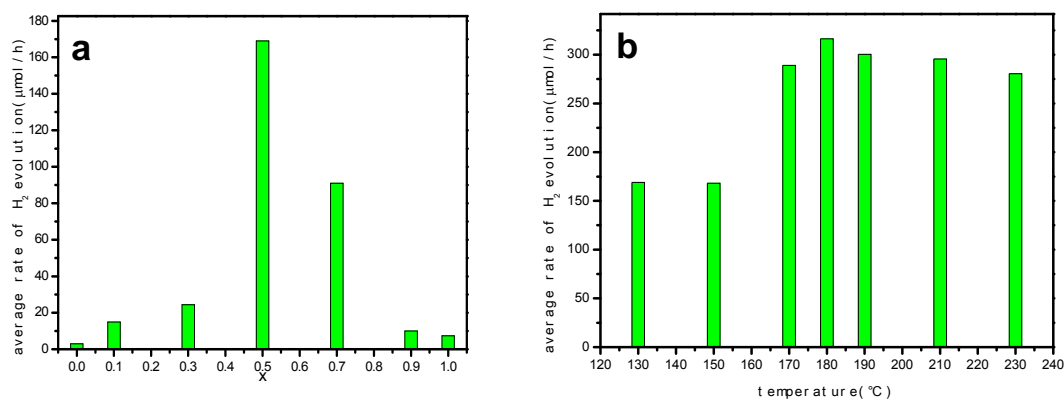 a
average rate of H2 evolution(μmol/h)
180
160
140
120
100
80
60
40
20
0
0.0 0.1 0.2 0.3 0.4 0.5 0.6 0.7 0.8 0.9 1.0
x
b
average rate of H2 evolution(μmol/h)
300
250
200
150
100
50
0
120 130 140 150 160 170 180 190 200 210 220 230 240
temperature(°C)